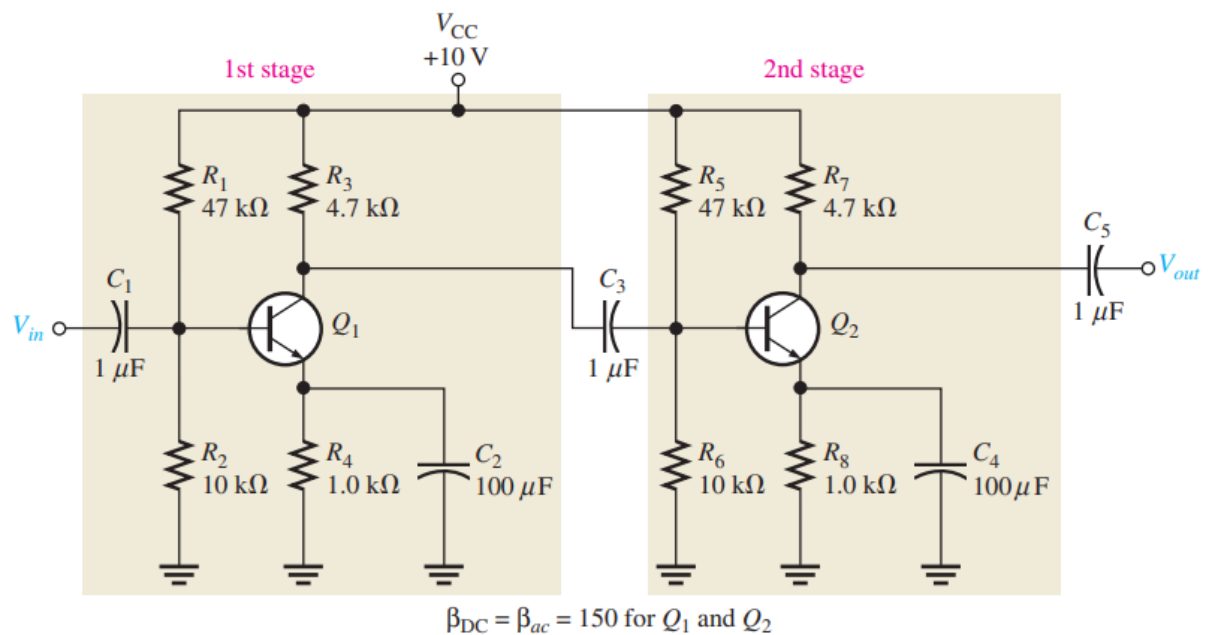 V_CC
+10 V
1st stage
2nd stage
R_1
47 kΩ
R_3
4.7 kΩ
R_5
47 kΩ
R_7
4.7 kΩ
C_5
V_out
1 μF
C_1
V_in
1 μF
Q_1
C_3
1 μF
Q_2
R_2
10 kΩ
R_4
1.0 kΩ
C_2
100 μF
R_6
10 kΩ
R_8
1.0 kΩ
C_4
100 μF
β_DC = β_ac = 150 for Q_1 and Q_2